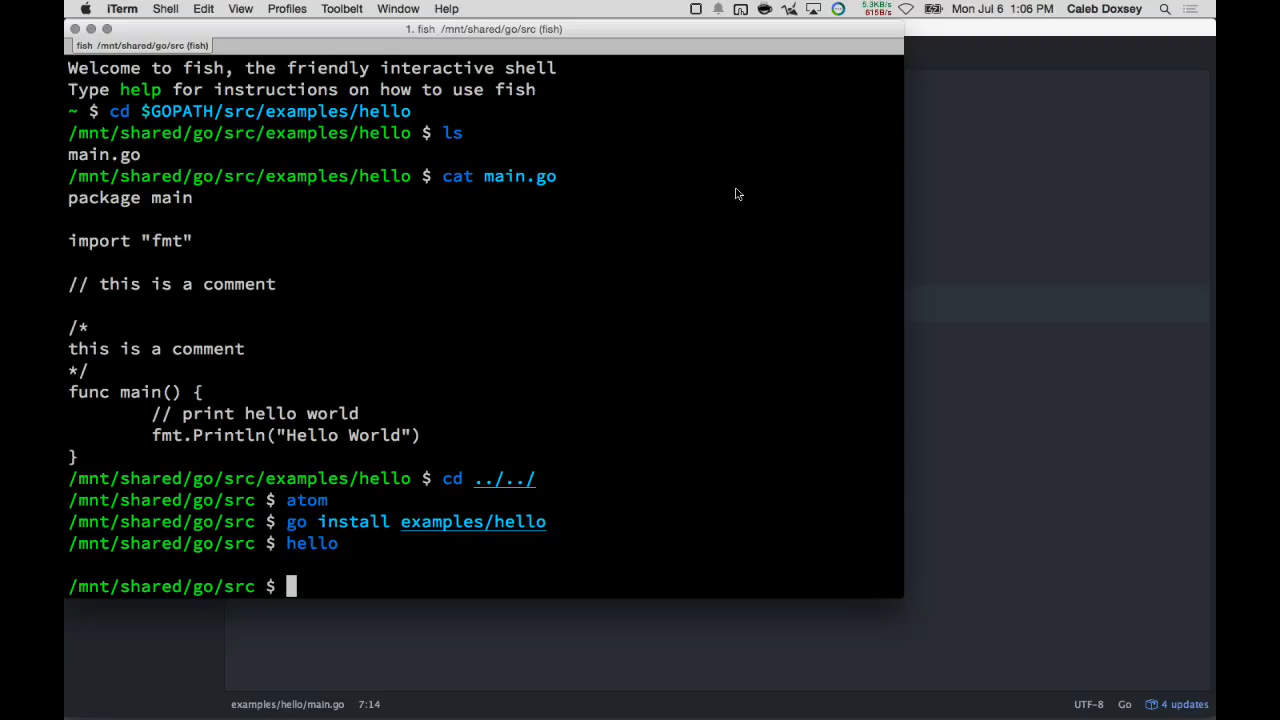 iTerm Shell Edit View Profiles Toolbelt Window Help 5.3KB/s 615B/s Mon Jul 6 1:06 PM Caleb Doxsey
1. fish /mnt/shared/go/src (fish)
fish /mnt/shared/go/src (fish)
Welcome to fish, the friendly interactive shell
Type help for instructions on how to use fish
~ $ cd $GOPATH/src/examples/hello
/mnt/shared/go/src/examples/hello $ ls
main.go
/mnt/shared/go/src/examples/hello $ cat main.go
package main
import "fmt"
// this is a comment
/*
this is a comment
*/
func main() {
// print hello world
fmt.Println("Hello World")
}
/mnt/shared/go/src/examples/hello $ cd ../../
/mnt/shared/go/src $ atom
/mnt/shared/go/src $ go install examples/hello
/mnt/shared/go/src $ hello
/mnt/shared/go/src $
examples/hello/main.go 7:14 UTF-8 Go 4 updates